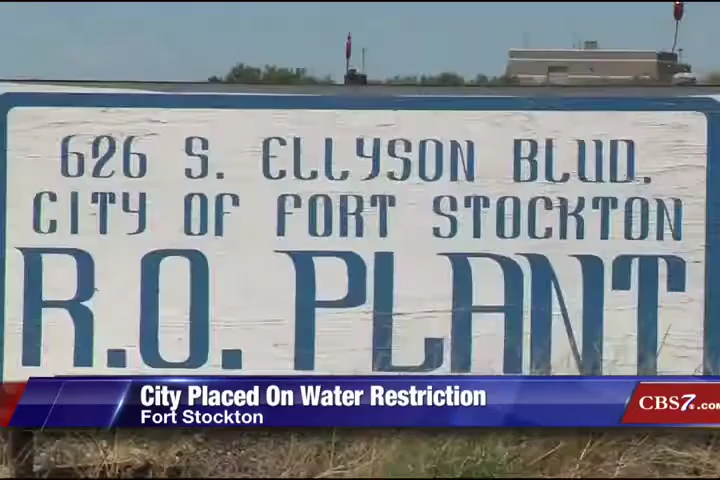 626 S. ELLYSON BLVD.
CITY OF FORT STOCKTON
R.O. PLANT
City Placed On Water Restriction
Fort Stockton
CBS7.COM